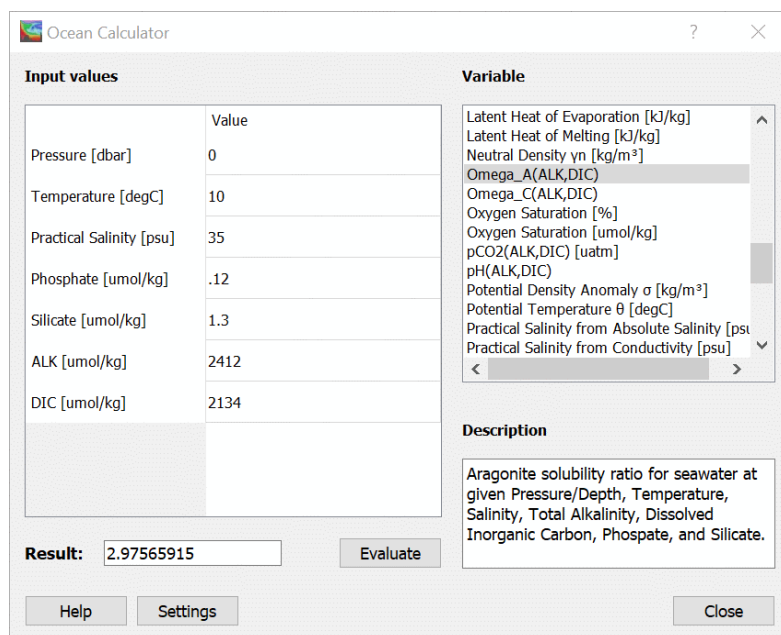 Ocean Calculator
Input values
Value
Pressure [dbar] 0
Temperature [degC] 10
Practical Salinity [psu] 35
Phosphate [umol/kg] .12
Silicate [umol/kg] 1.3
ALK [umol/kg] 2412
DIC [umol/kg] 2134
Result: 2.97565915 Evaluate
Help Settings
Variable
Latent Heat of Evaporation [kJ/kg]
Latent Heat of Melting [kJ/kg]
Neutral Density γn [kg/m³]
Omega_A(ALK,DIC)
Omega_C(ALK,DIC)
Oxygen Saturation [%]
Oxygen Saturation [umol/kg]
pCO2(ALK,DIC) [uatm]
pH(ALK,DIC)
Potential Density Anomaly σ [kg/m³]
Potential Temperature θ [degC]
Practical Salinity from Absolute Salinity [psu
Practical Salinity from Conductivity [psu]
Description
Aragonite solubility ratio for seawater at
given Pressure/Depth, Temperature,
Salinity, Total Alkalinity, Dissolved
Inorganic Carbon, Phospate, and Silicate.
Close